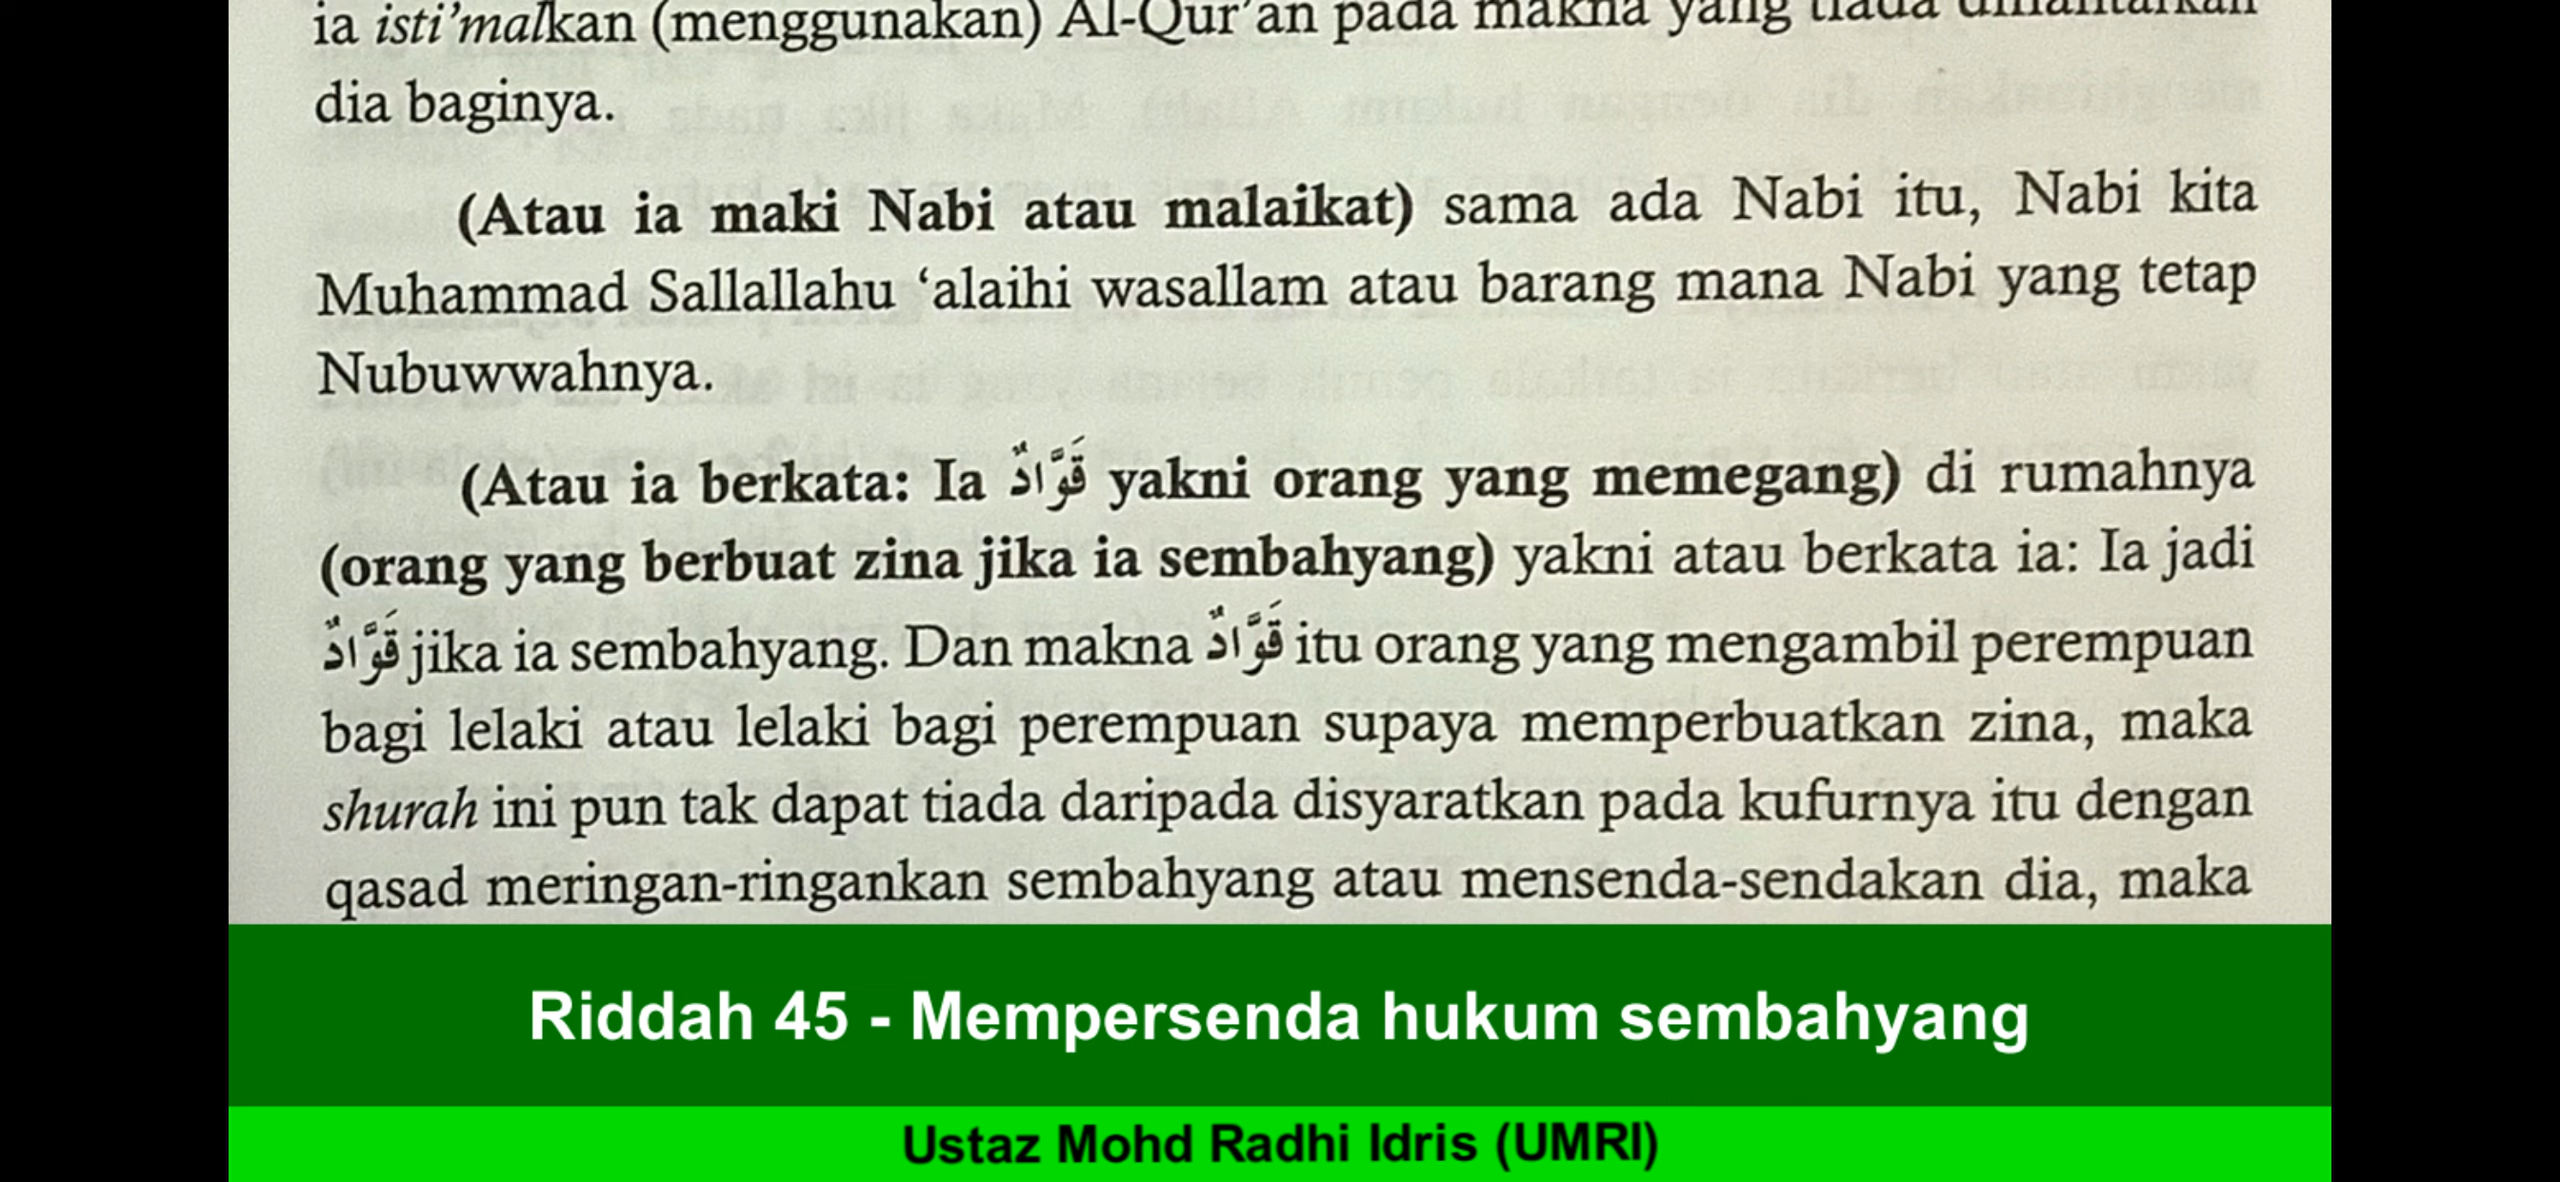 ia isti’malkan (menggunakan) Al-Qur’an pada makna yang tiada dihantarkan
dia baginya.
(Atau ia maki Nabi atau malaikat) sama ada Nabi itu, Nabi kita
Muhammad Sallallahu ‘alaihi wasallam atau barang mana Nabi yang tetap
Nubuwwahnya.
(Atau ia berkata: Ia قَوَّادٌ yakni orang yang memegang) di rumahnya
(orang yang berbuat zina jika ia sembahyang) yakni atau berkata ia: Ia jadi
قَوَّادٌ jika ia sembahyang. Dan makna قَوَّادٌ itu orang yang mengambil perempuan
bagi lelaki atau lelaki bagi perempuan supaya memperbuatkan zina, maka
shurah ini pun tak dapat tiada daripada disyaratkan pada kufurnya itu dengan
qasad meringan-ringankan sembahyang atau mensenda-sendakan dia, maka
Riddah 45 - Mempersenda hukum sembahyang
Ustaz Mohd Radhi Idris (UMRI)